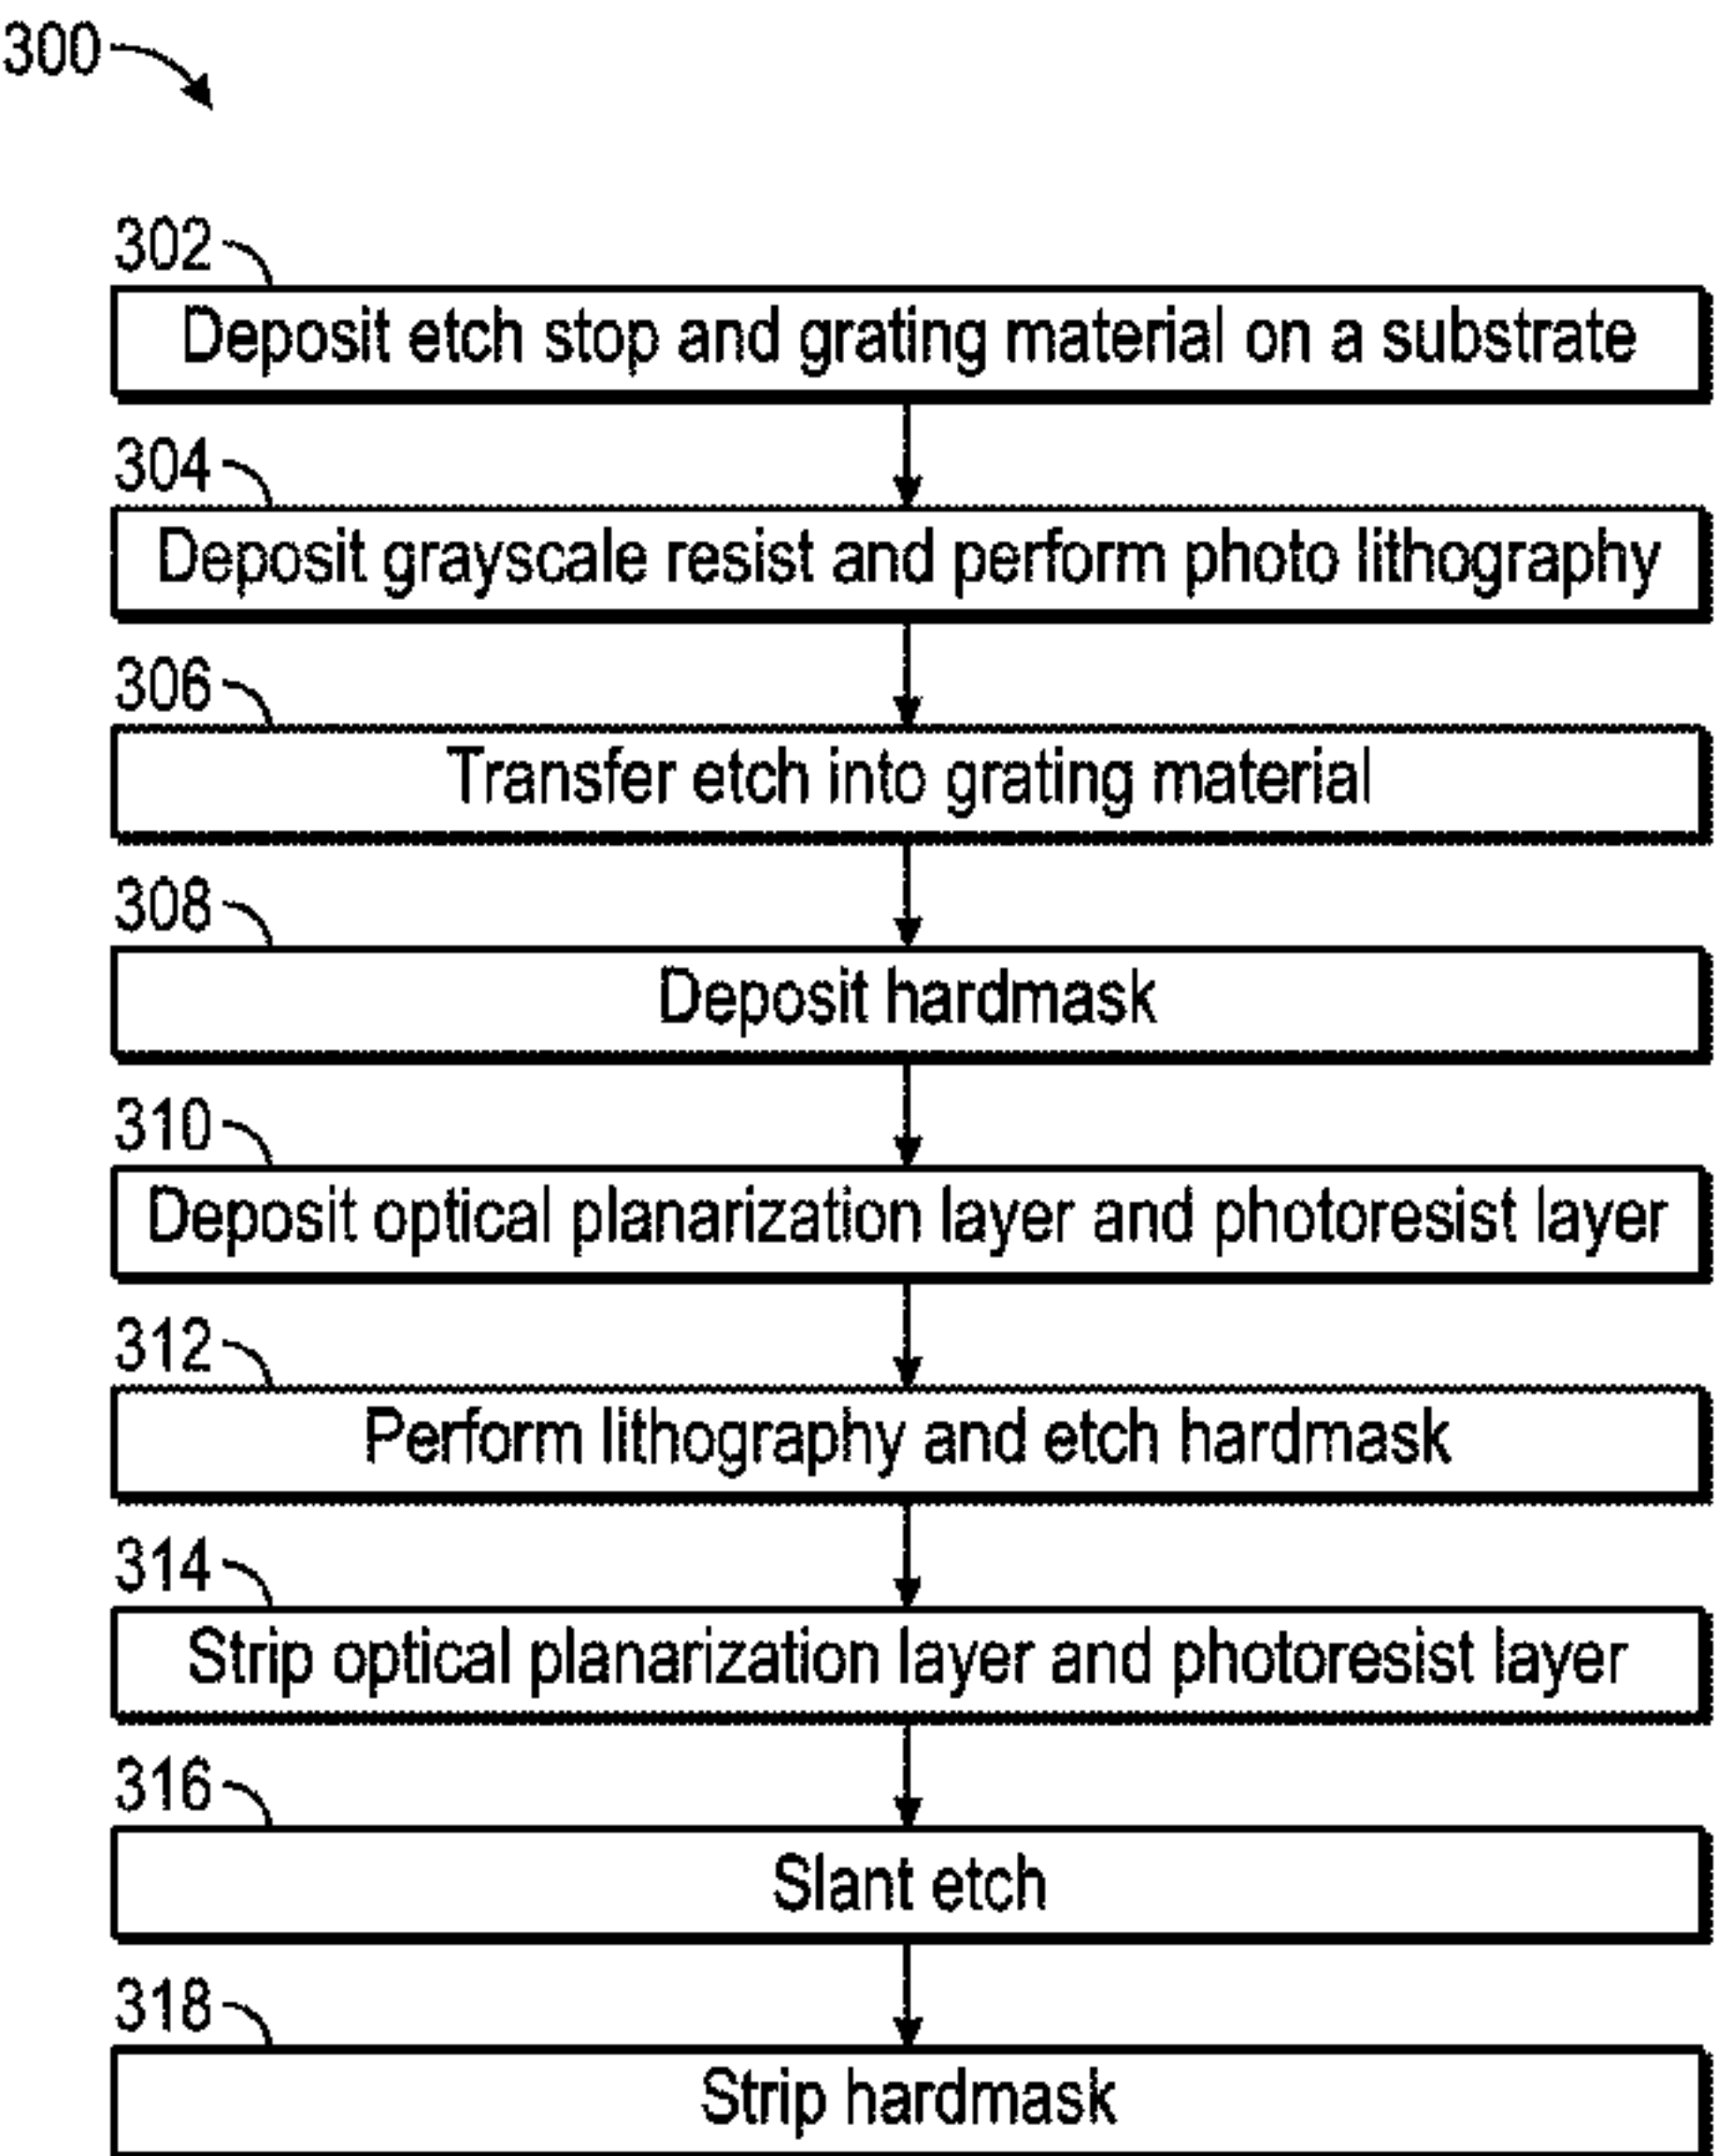 300
302
Deposit etch stop and grating material on a substrate
304
Deposit grayscale resist and perform photo lithography
306
Transfer etch into grating material
308
Deposit hardmask
310
Deposit optical planarization layer and photoresist layer
312
Perform lithography and etch hardmask
314
Strip optical planarization layer and photoresist layer
316
Slant etch
318
Strip hardmask